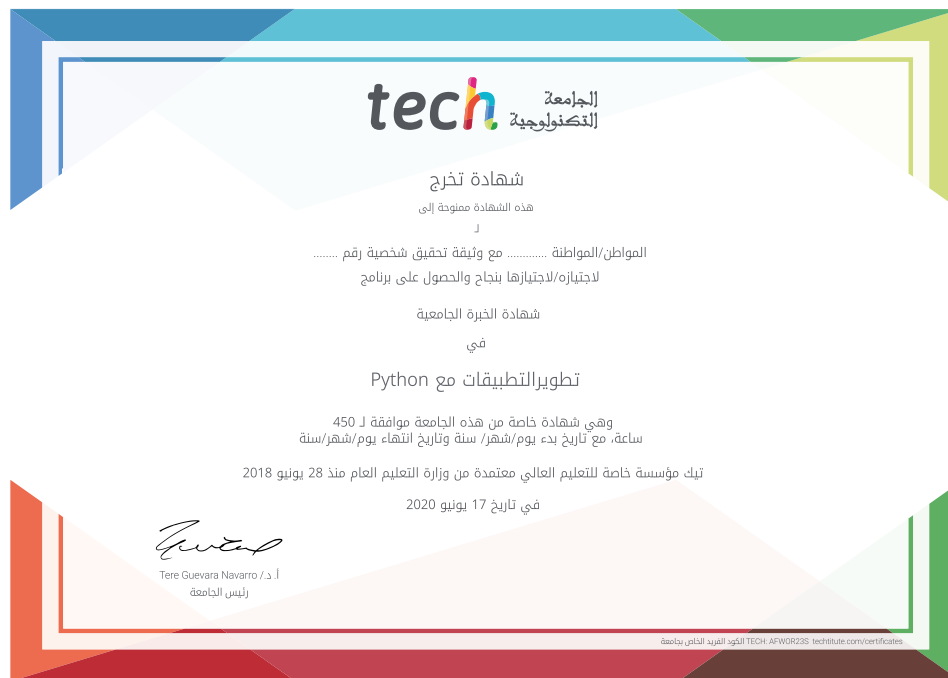 tech الجامعة
التكنولوجية
شهادة تخرج
هذه الشهادة ممنوحة إلى
لـ
المواطن/المواطنة ............ مع وثيقة تحقيق شخصية رقم ........
لاجتيازه/لاجتيازها بنجاح والحصول على برنامج
شهادة الخبرة الجامعية
في
تطويرالتطبيقات مع Python
وهي شهادة خاصة من هذه الجامعة موافقة لـ 450
ساعة، مع تاريخ بدء يوم/شهر/ سنة وتاريخ انتهاء يوم/شهر/سنة
تيك مؤسسة خاصة للتعليم العالي معتمدة من وزارة التعليم العام منذ 28 يونيو 2018
في تاريخ 17 يونيو 2020
أ. د./ Tere Guevara Navarro
رئيس الجامعة
الكود الفريد الخاص بجامعة TECH: AFWOR23S techtitute.com/certificates